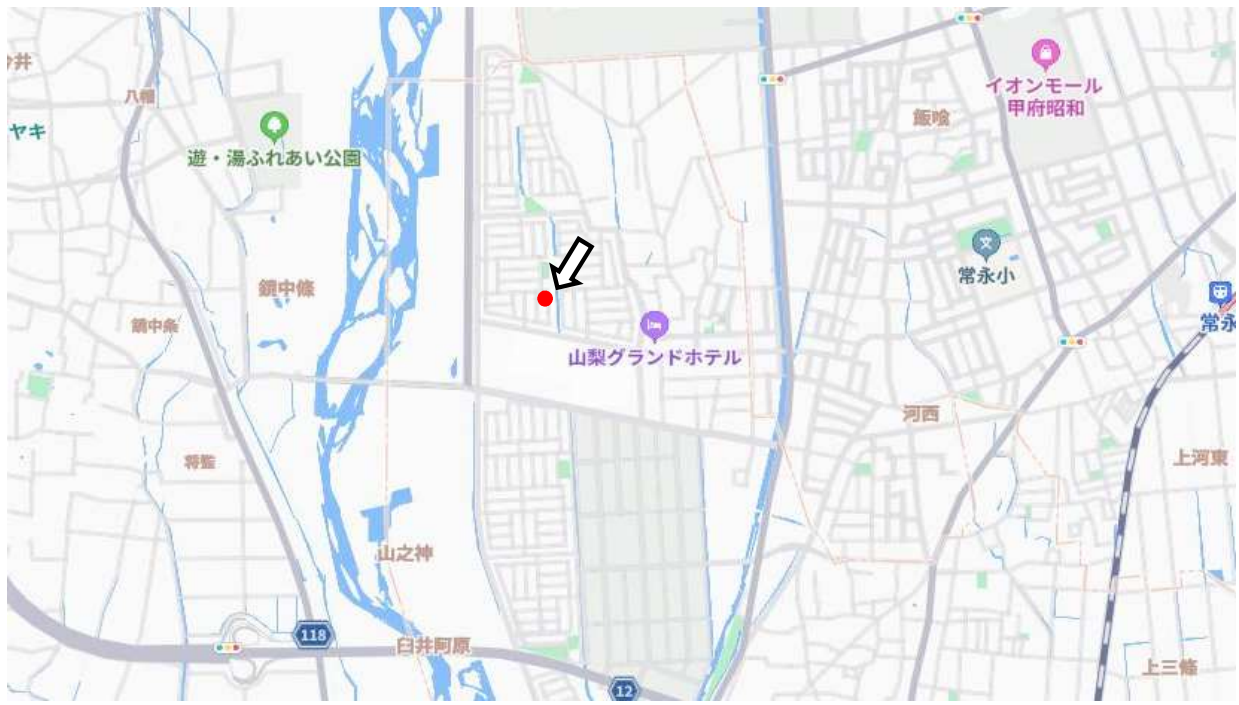 今井
八幡
ヤキ
遊・湯ふれあい公園
イオンモール
甲府昭和
飯喰
常永小
鏡中條
鏡中条
山梨グランドホテル
常永
河西
将監
上河東
山之神
118
臼井阿原
12
上三條